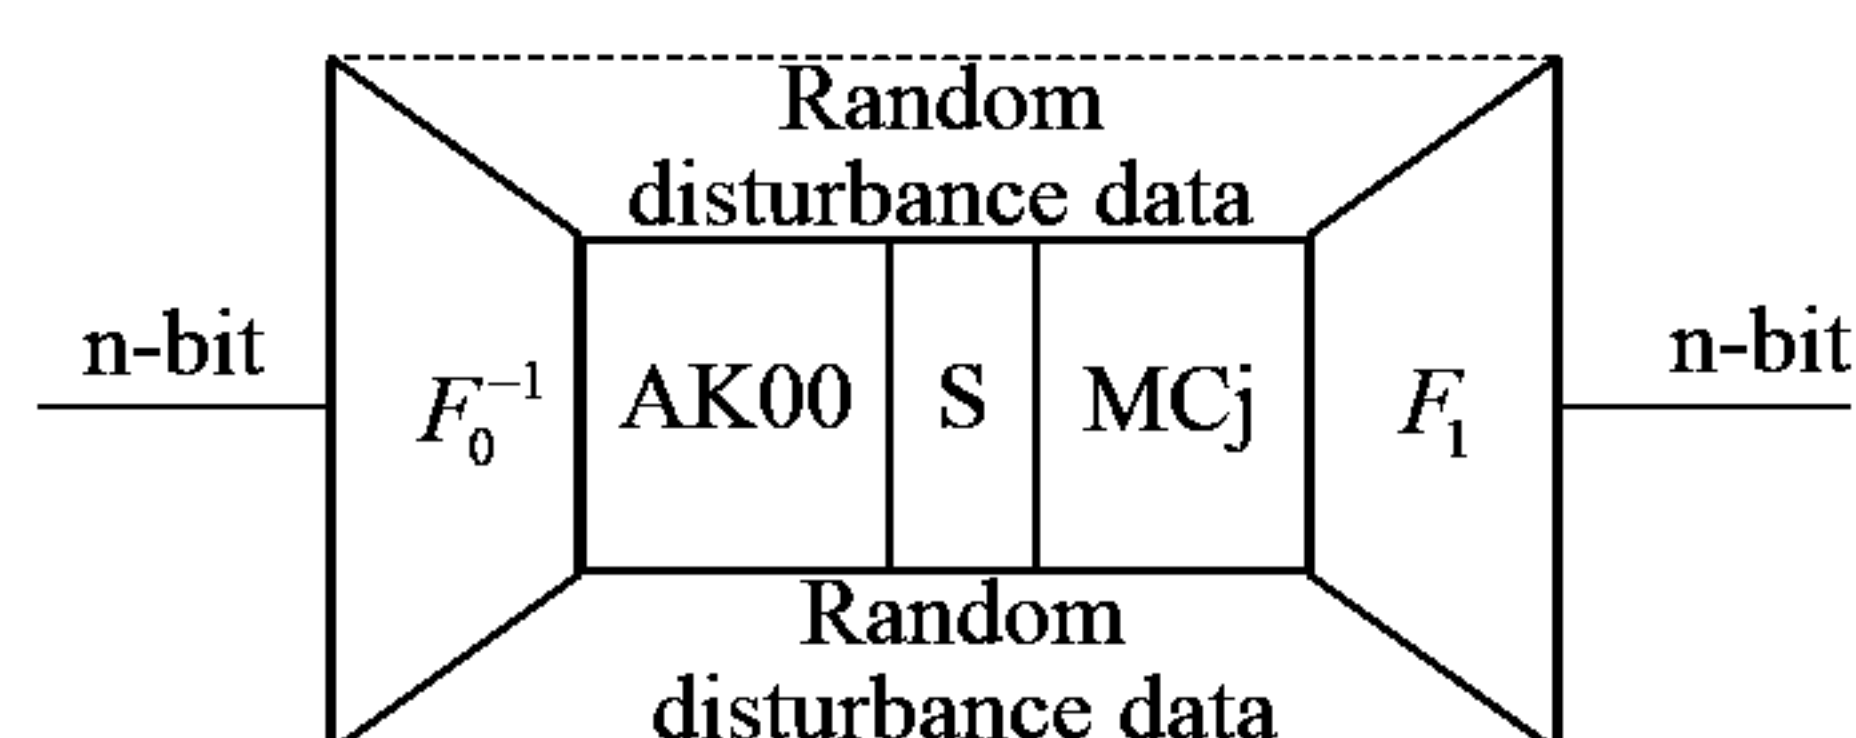 Random
disturbance data
n-bit
n-bit
F₀⁻¹ AK00 S MCj F₁
Random
disturbance data